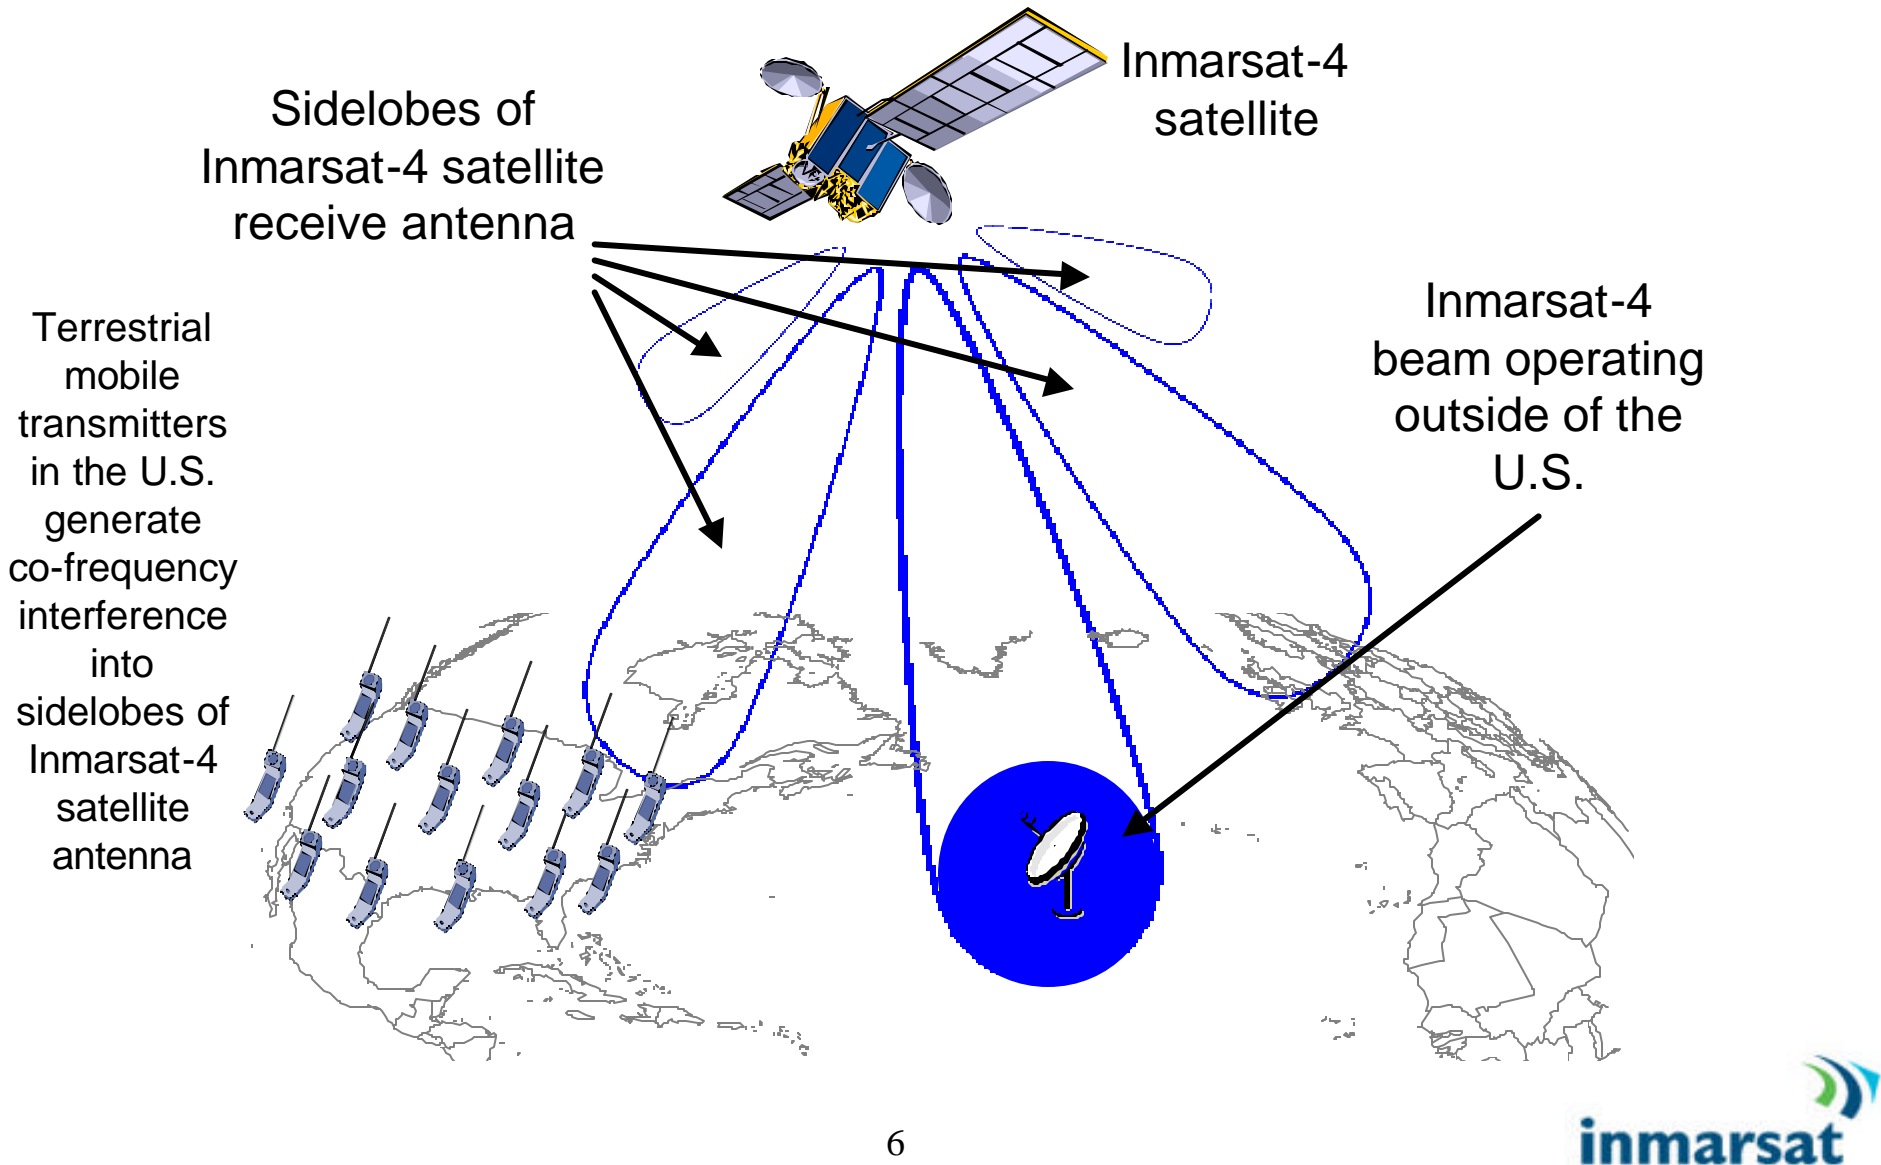 Inmarsat-4
satellite
Sidelobes of
Inmarsat-4 satellite
receive antenna
Inmarsat-4
beam operating
outside of the
U.S.
Terrestrial
mobile
transmitters
in the U.S.
generate
co-frequency
interference
into
sidelobes of
Inmarsat-4
satellite
antenna
6
inmarsat